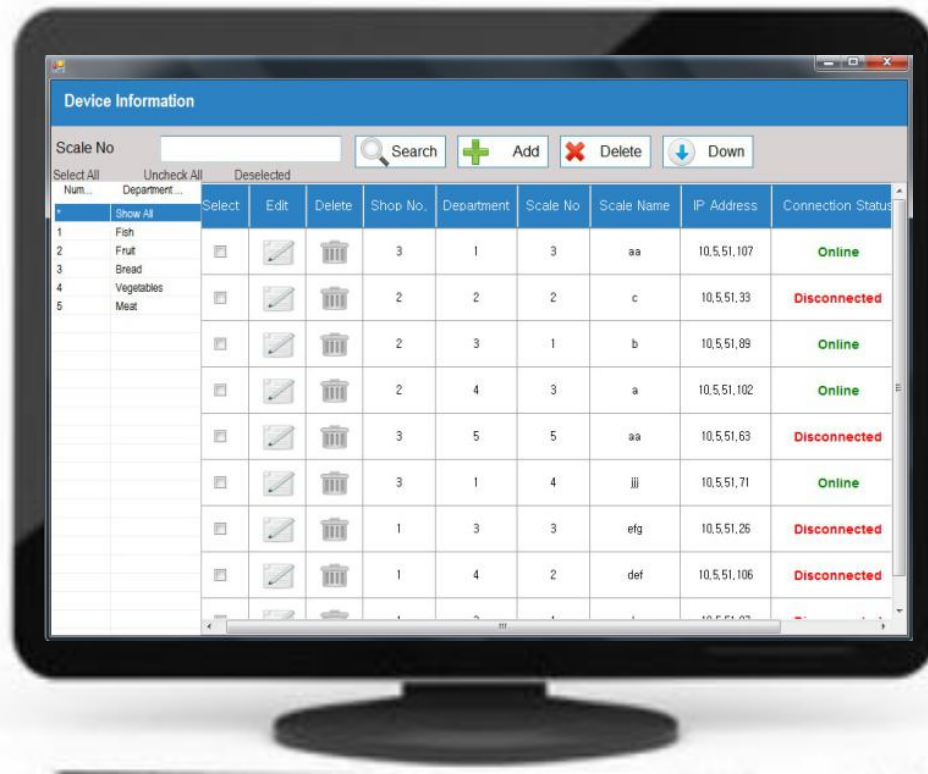 Device Information
Scale No Search Add Delete Down
Select All Uncheck All Deselected
Num... Department ...
* Show All
1 Fish
2 Fruit
3 Bread
4 Vegetables
5 Meat
Select Edit Delete Shop No. Department Scale No Scale Name IP Address Connection Status
3 1 3 aa 10,5,51,107 Online
2 2 2 c 10,5,51,33 Disconnected
2 3 1 b 10,5,51,89 Online
2 4 3 a 10,5,51,102 Online
3 5 5 aa 10,5,51,63 Disconnected
3 1 4 jjj 10,5,51,71 Online
1 3 3 efg 10,5,51,26 Disconnected
1 4 2 def 10,5,51,106 Disconnected